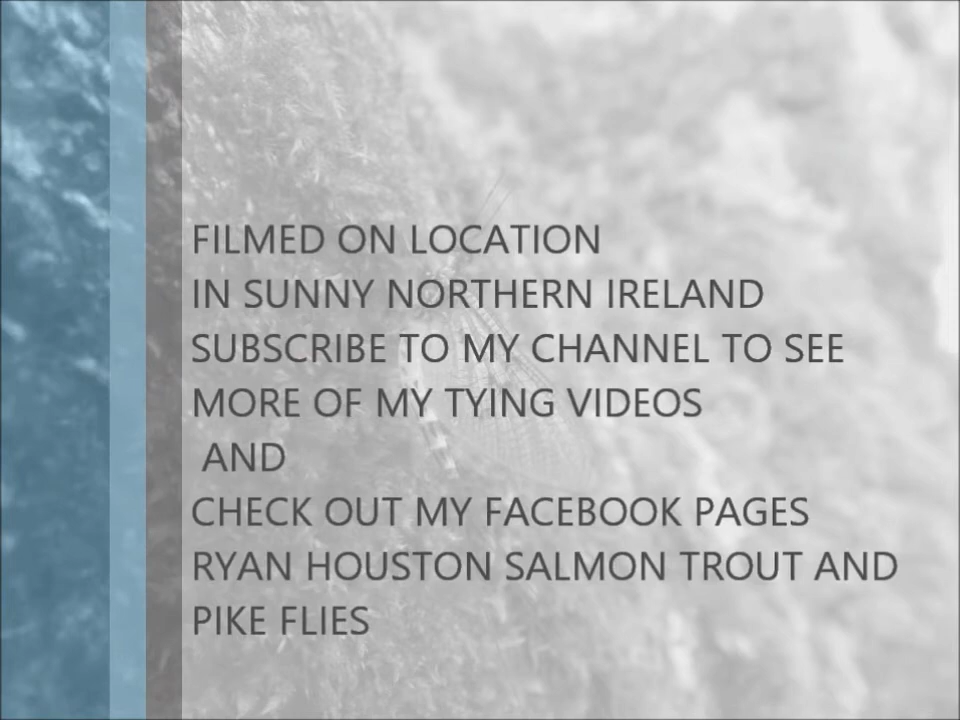 FILMED ON LOCATION
IN SUNNY NORTHERN IRELAND
SUBSCRIBE TO MY CHANNEL TO SEE
MORE OF MY TYING VIDEOS
AND
CHECK OUT MY FACEBOOK PAGES
RYAN HOUSTON SALMON TROUT AND
PIKE FLIES